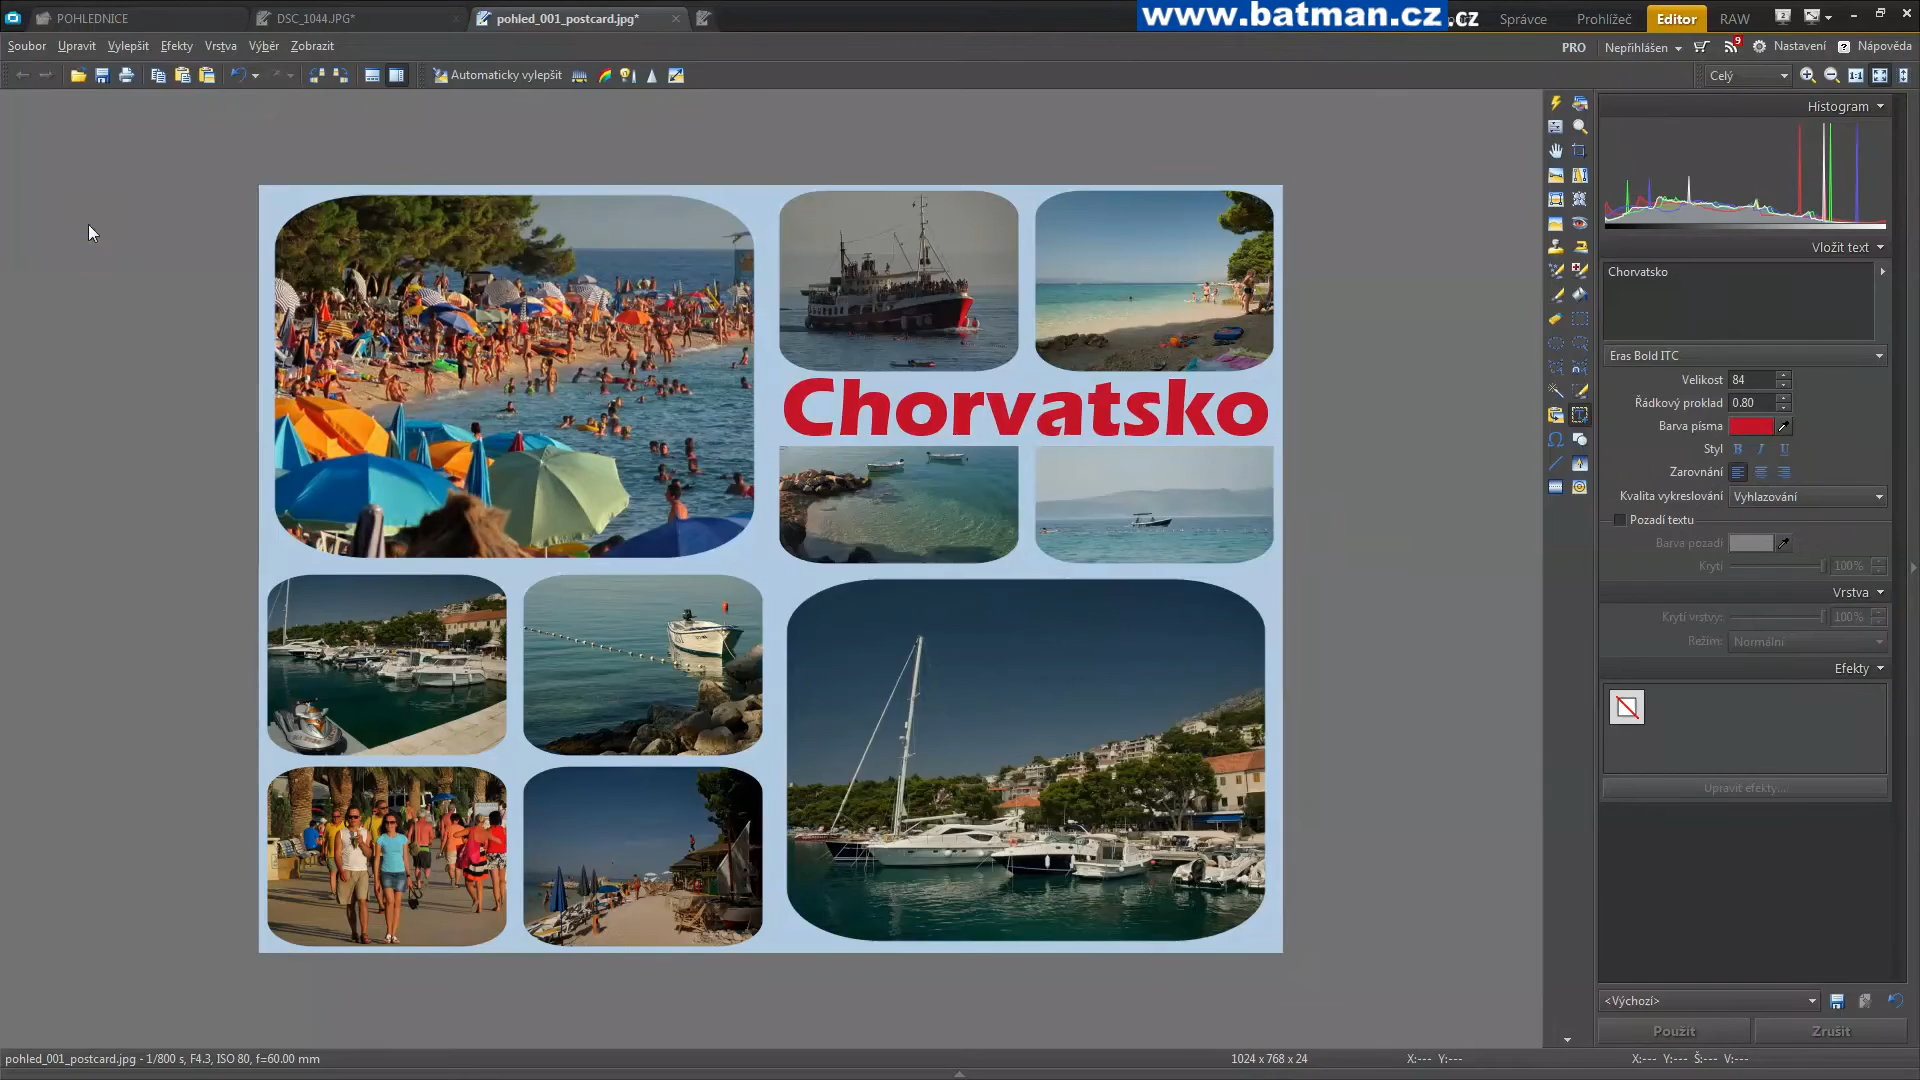 POHLEDNICE
DSC_1044.JPG*
pohled_001_postcard.jpg*
www.batman.cz.cz
Správce
Prohlížeč
Editor
RAW
Soubor
Upravit
Vylepšit
Efekty
Vrstva
Výběr
Zobrazit
PRO
Nepřihlášen
9
Nastavení
Nápověda
Automaticky vylepšit
Celý
1:1
Histogram
Vložit text
Chorvatsko
Eras Bold ITC
Velikost 84
Řádkový proklad 0.80
Barva písma
Styl B I U
Zarovnání
Kvalita vykreslování Vyhlazování
Pozadí textu
Barva pozadí
Krytí 100%
Vrstva
Krytí vrstvy: 100%
Režim: Normální
Efekty
Upravit efekty...
Chorvatsko
<Výchozí>
Použít
Zrušit
pohled_001_postcard.jpg - 1/800 s, F4.3, ISO 80, f=60.00 mm
1024 x 768 x 24
X:--- Y:---
X:--- Y:--- Š:--- V:---